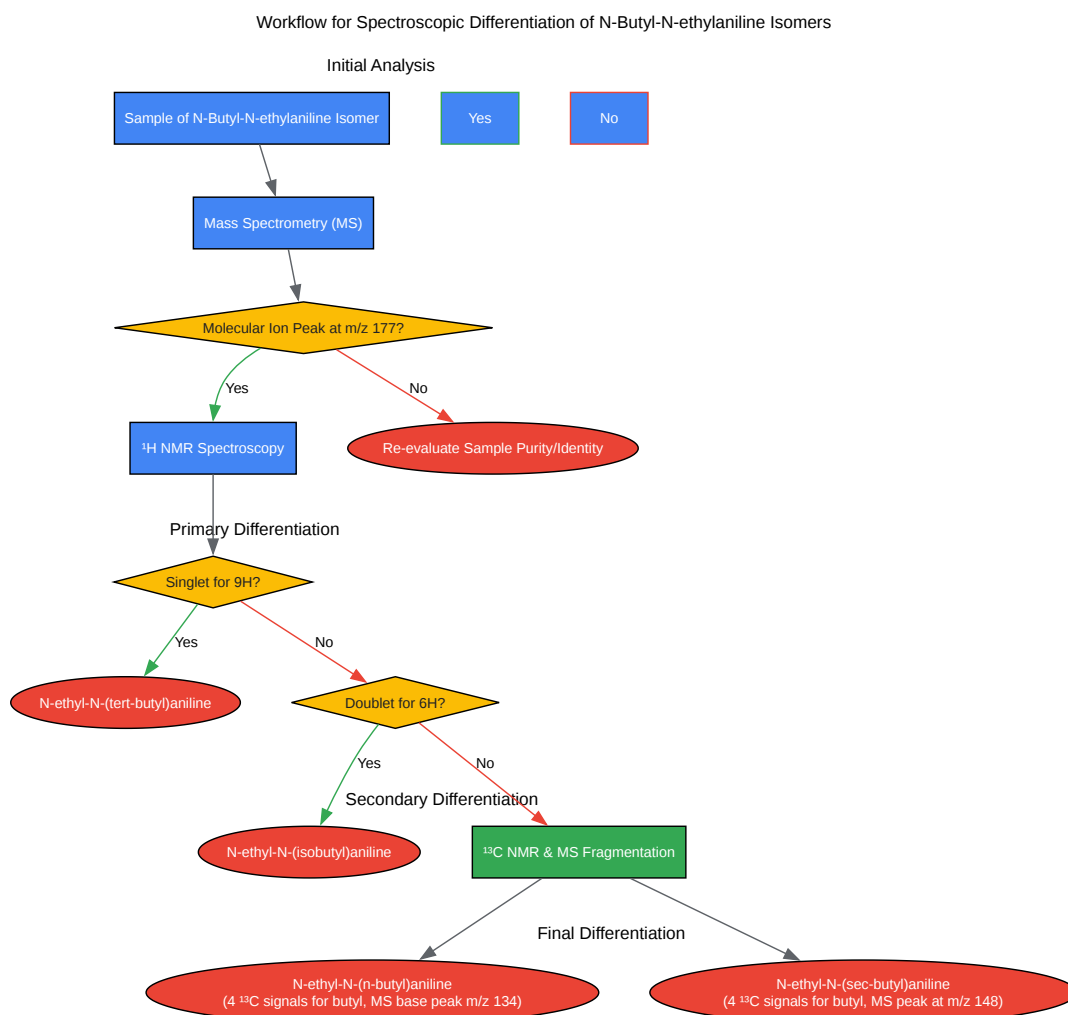 Workflow for Spectroscopic Differentiation of N-Butyl-N-ethylaniline Isomers
Initial Analysis
Sample of N-Butyl-N-ethylaniline Isomer
Yes
No
Mass Spectrometry (MS)
Molecular Ion Peak at m/z 177?
Yes
No
¹H NMR Spectroscopy
Re-evaluate Sample Purity/Identity
Primary Differentiation
Singlet for 9H?
Yes
No
N-ethyl-N-(tert-butyl)aniline
Doublet for 6H?
Yes
No
Secondary Differentiation
N-ethyl-N-(isobutyl)aniline
¹³C NMR & MS Fragmentation
Final Differentiation
N-ethyl-N-(n-butyl)aniline
(4 ¹³C signals for butyl, MS base peak m/z 134)
N-ethyl-N-(sec-butyl)aniline
(4 ¹³C signals for butyl, MS peak at m/z 148)